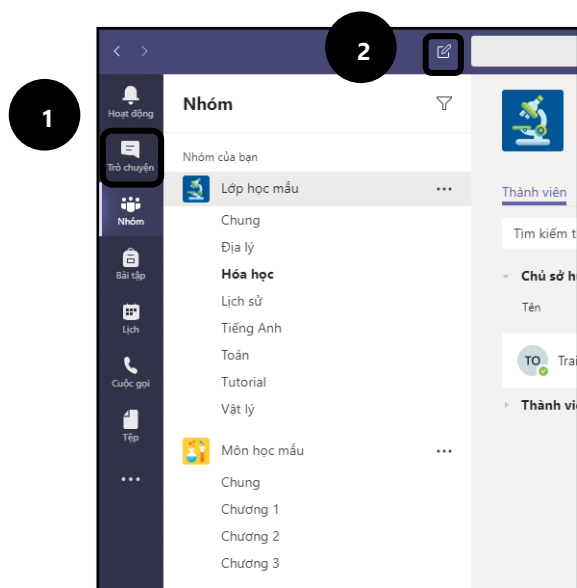 2
1
Hoạt động
Trò chuyện
Nhóm
Bài tập
Lịch
Cuộc gọi
Tệp
Nhóm
Nhóm của bạn
Lớp học mẫu
Chung
Địa lý
Hóa học
Lịch sử
Tiếng Anh
Toán
Tutorial
Vật lý
Môn học mẫu
Chung
Chương 1
Chương 2
Chương 3
Thành viên
Tìm kiếm t
Chủ sở h
Tên
TO Trai
Thành vi